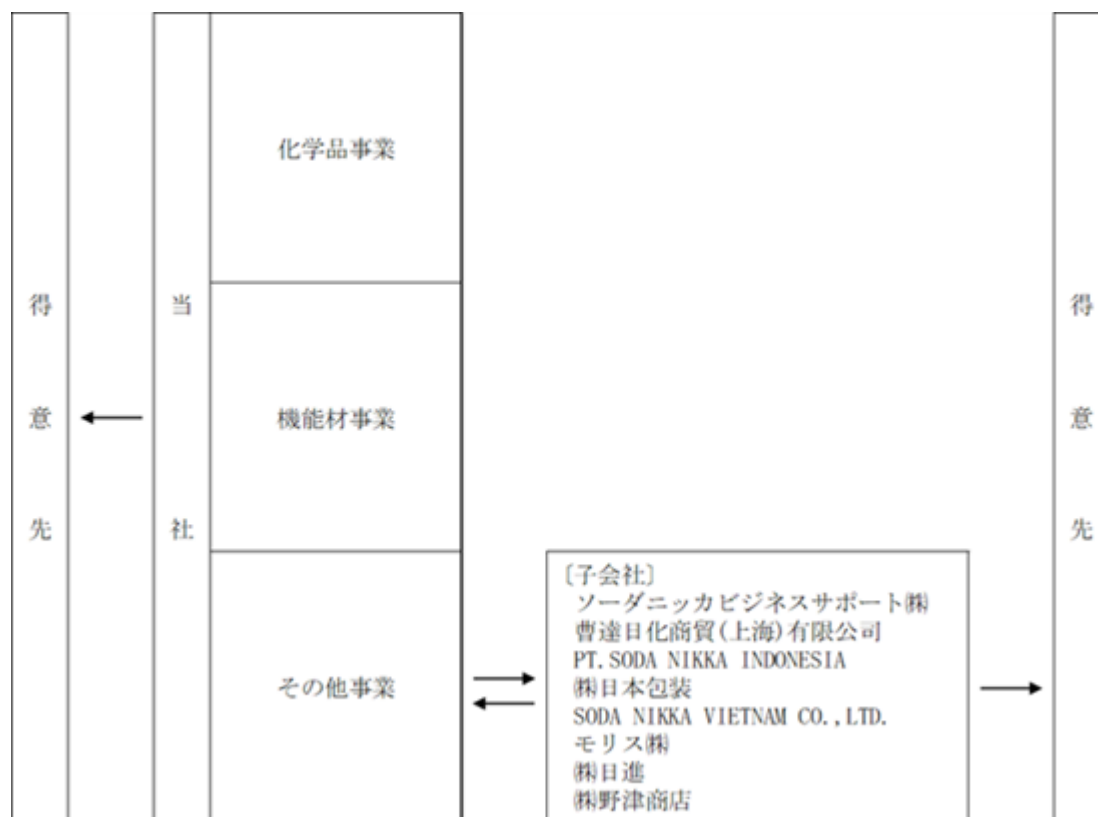 得意先
当社
化学品事業
機能材事業
その他事業
〔子会社〕
ソーダニッカビジネスサポート㈱
曹達日化商貿(上海)有限公司
PT.SODA NIKKA INDONESIA
㈱日本包装
SODA NIKKA VIETNAM CO.,LTD.
モリス㈱
㈱日進
㈱野津商店
得意先